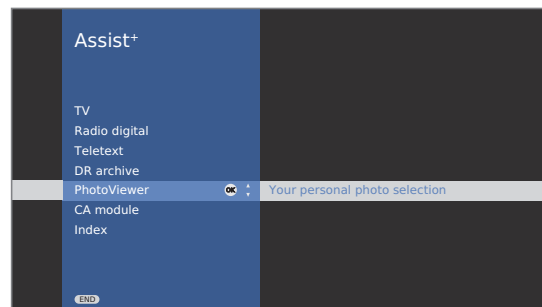 Assist+
TV
Radio digital
Teletext
DR archive
PhotoViewer OK Your personal photo selection
CA module
Index
END